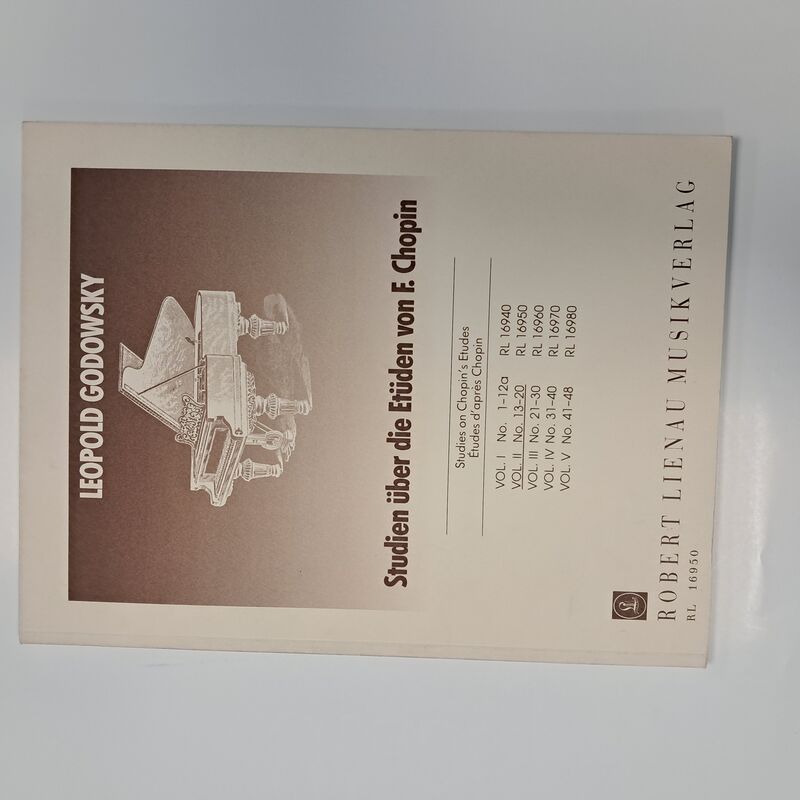 LEOPOLD GODOWSKY
Studien über die Etüden von F. Chopin
Studies on Chopin's Etudes
Études d'après Chopin
VOL. I No. 1–12a RL 16940
VOL. II No. 13–20 RL 16950
VOL. III No. 21–30 RL 16960
VOL. IV No. 31–40 RL 16970
VOL. V No. 41–48 RL 16980
ROBERT LIENAU MUSIKVERLAG
RL 16950